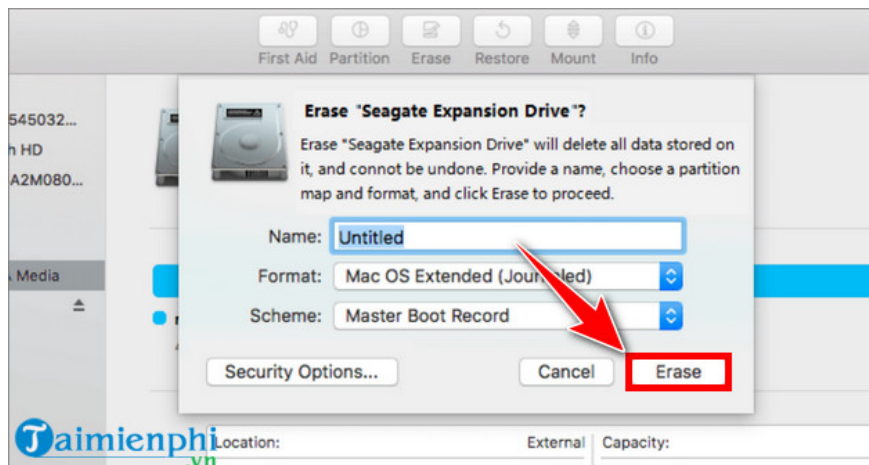 First Aid Partition Erase Restore Mount Info
545032...
h HD
A2M080...
Media
Erase "Seagate Expansion Drive"?
Erase "Seagate Expansion Drive" will delete all data stored on
it, and connot be undone. Provide a name, choose a partition
map and format, and click Erase to proceed.
Name: Untitled
Format: Mac OS Extended (Journaled)
Scheme: Master Boot Record
Security Options... Cancel Erase
Taimienphi
.vn
Location: External Capacity: